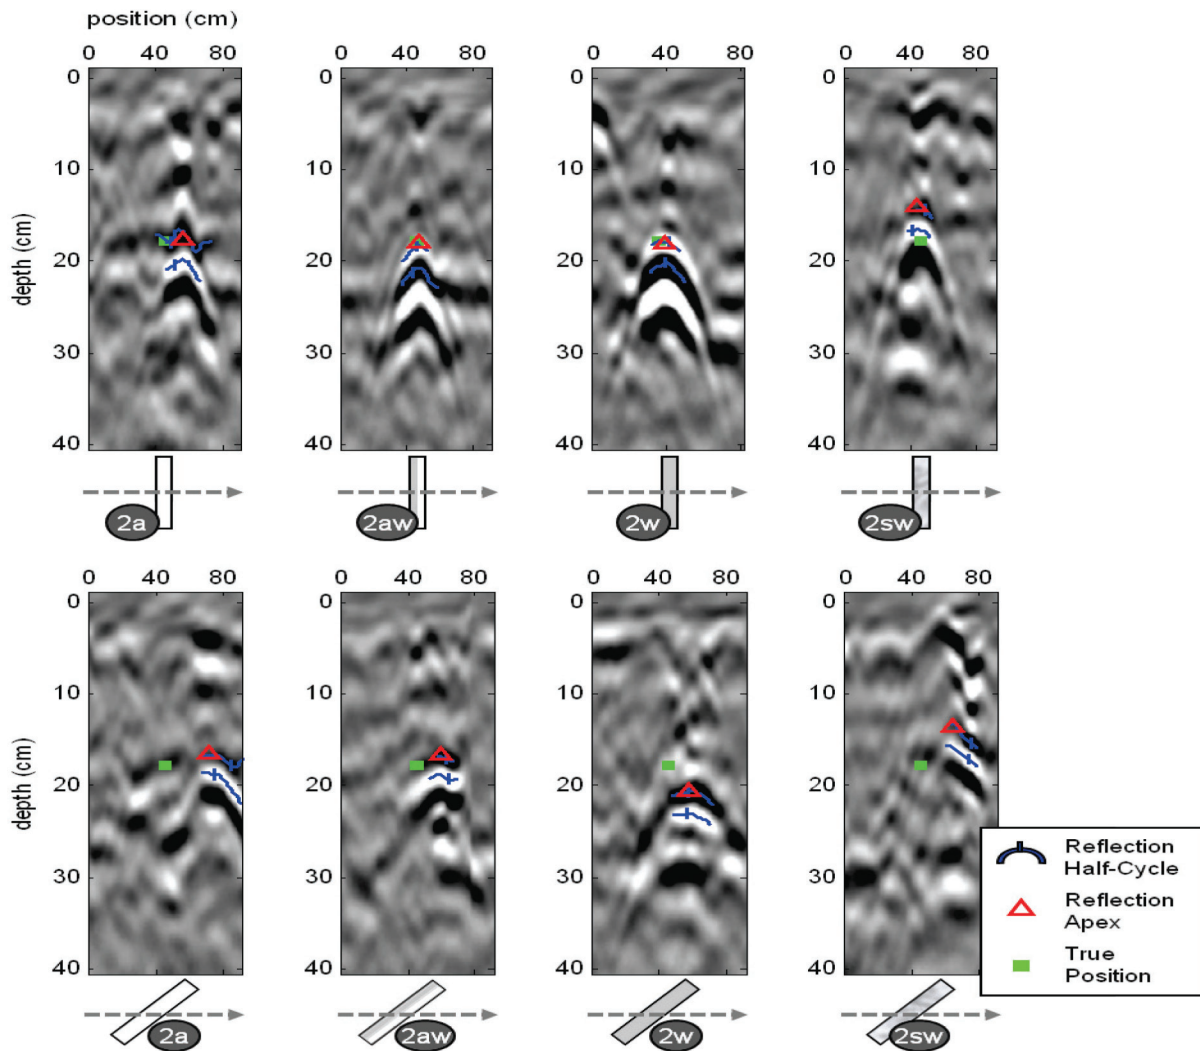 position (cm)
0 40 80 0 40 80 0 40 80 0 40 80
0 0 0 0
10 10 10 10
depth (cm)
20 20 20 20
30 30 30 30
40 40 40 40
2a 2aw 2w 2sw
0 40 80 0 40 80 0 40 80 0 40 80
0 0 0 0
10 10 10 10
depth (cm)
20 20 20 20
30 30 30 30
40 40 40 40
2a 2aw 2w 2sw
Reflection
Half-Cycle
Reflection
Apex
True
Position